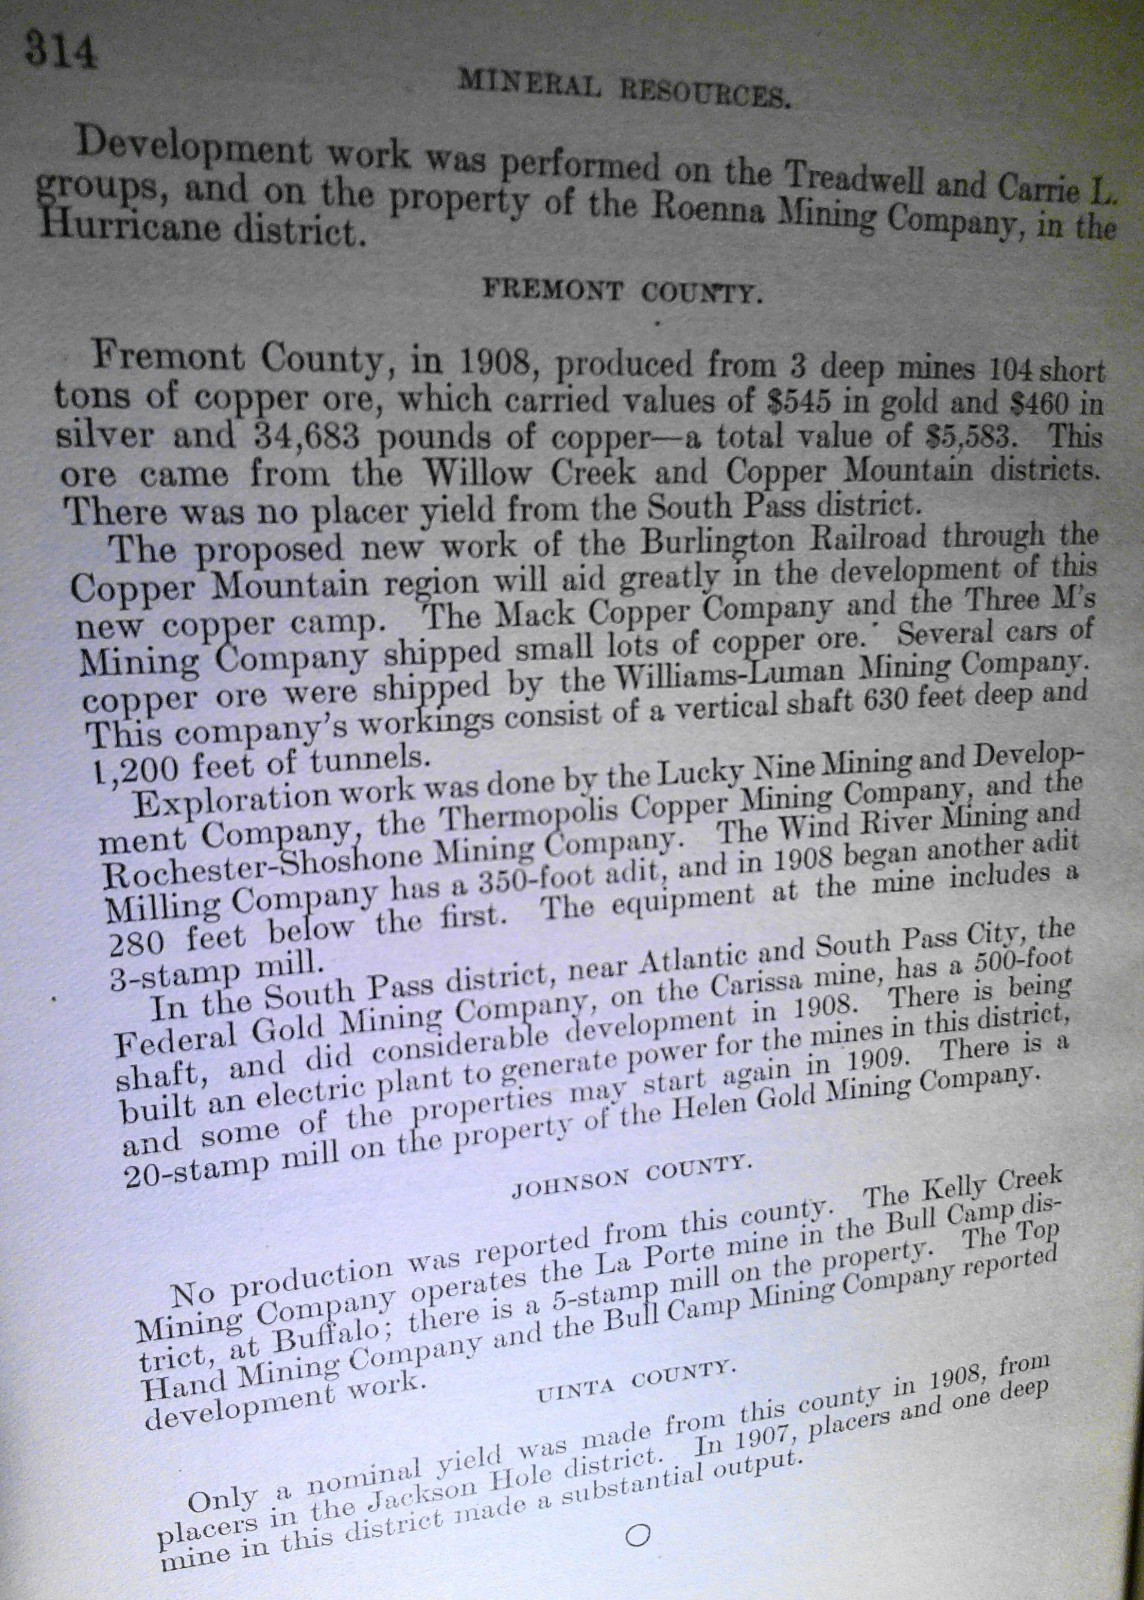 314
MINERAL RESOURCES.
Development work was performed on the Treadwell and Carrie L.
groups, and on the property of the Roenna Mining Company, in the
Hurricane district.
FREMONT COUNTY.
Fremont County, in 1908, produced from 3 deep mines 104 short
tons of copper ore, which carried values of $545 in gold and $460 in
silver and 34,683 pounds of copper—a total value of $5,583. This
ore came from the Willow Creek and Copper Mountain districts.
There was no placer yield from the South Pass district.
The proposed new work of the Burlington Railroad through the
Copper Mountain region will aid greatly in the development of this
new copper camp. The Mack Copper Company and the Three M's
Mining Company shipped small lots of copper ore. Several cars of
copper ore were shipped by the Williams-Luman Mining Company.
This company's workings consist of a vertical shaft 630 feet deep and
1,200 feet of tunnels.
Exploration work was done by the Lucky Nine Mining and Develop-
ment Company, the Thermopolis Copper Mining Company, and the
Rochester-Shoshone Mining Company. The Wind River Mining and
Milling Company has a 350-foot adit, and in 1908 began another adit
280 feet below the first. The equipment at the mine includes a
3-stamp mill.
In the South Pass district, near Atlantic and South Pass City, the
Federal Gold Mining Company, on the Carissa mine, has a 500-foot
shaft, and did considerable development in 1908. There is being
built an electric plant to generate power for the mines in this district,
and some of the properties may start again in 1909. There is a
20-stamp mill on the property of the Helen Gold Mining Company.
JOHNSON COUNTY.
No production was reported from this county. The Kelly Creek
Mining Company operates the La Porte mine in the Bull Camp dis-
trict, at Buffalo; there is a 5-stamp mill on the property. The Top
Hand Mining Company and the Bull Camp Mining Company reported
development work.
UINTA COUNTY.
Only a nominal yield was made from this county in 1908, from
placers in the Jackson Hole district. In 1907, placers and one deep
mine in this district made a substantial output.